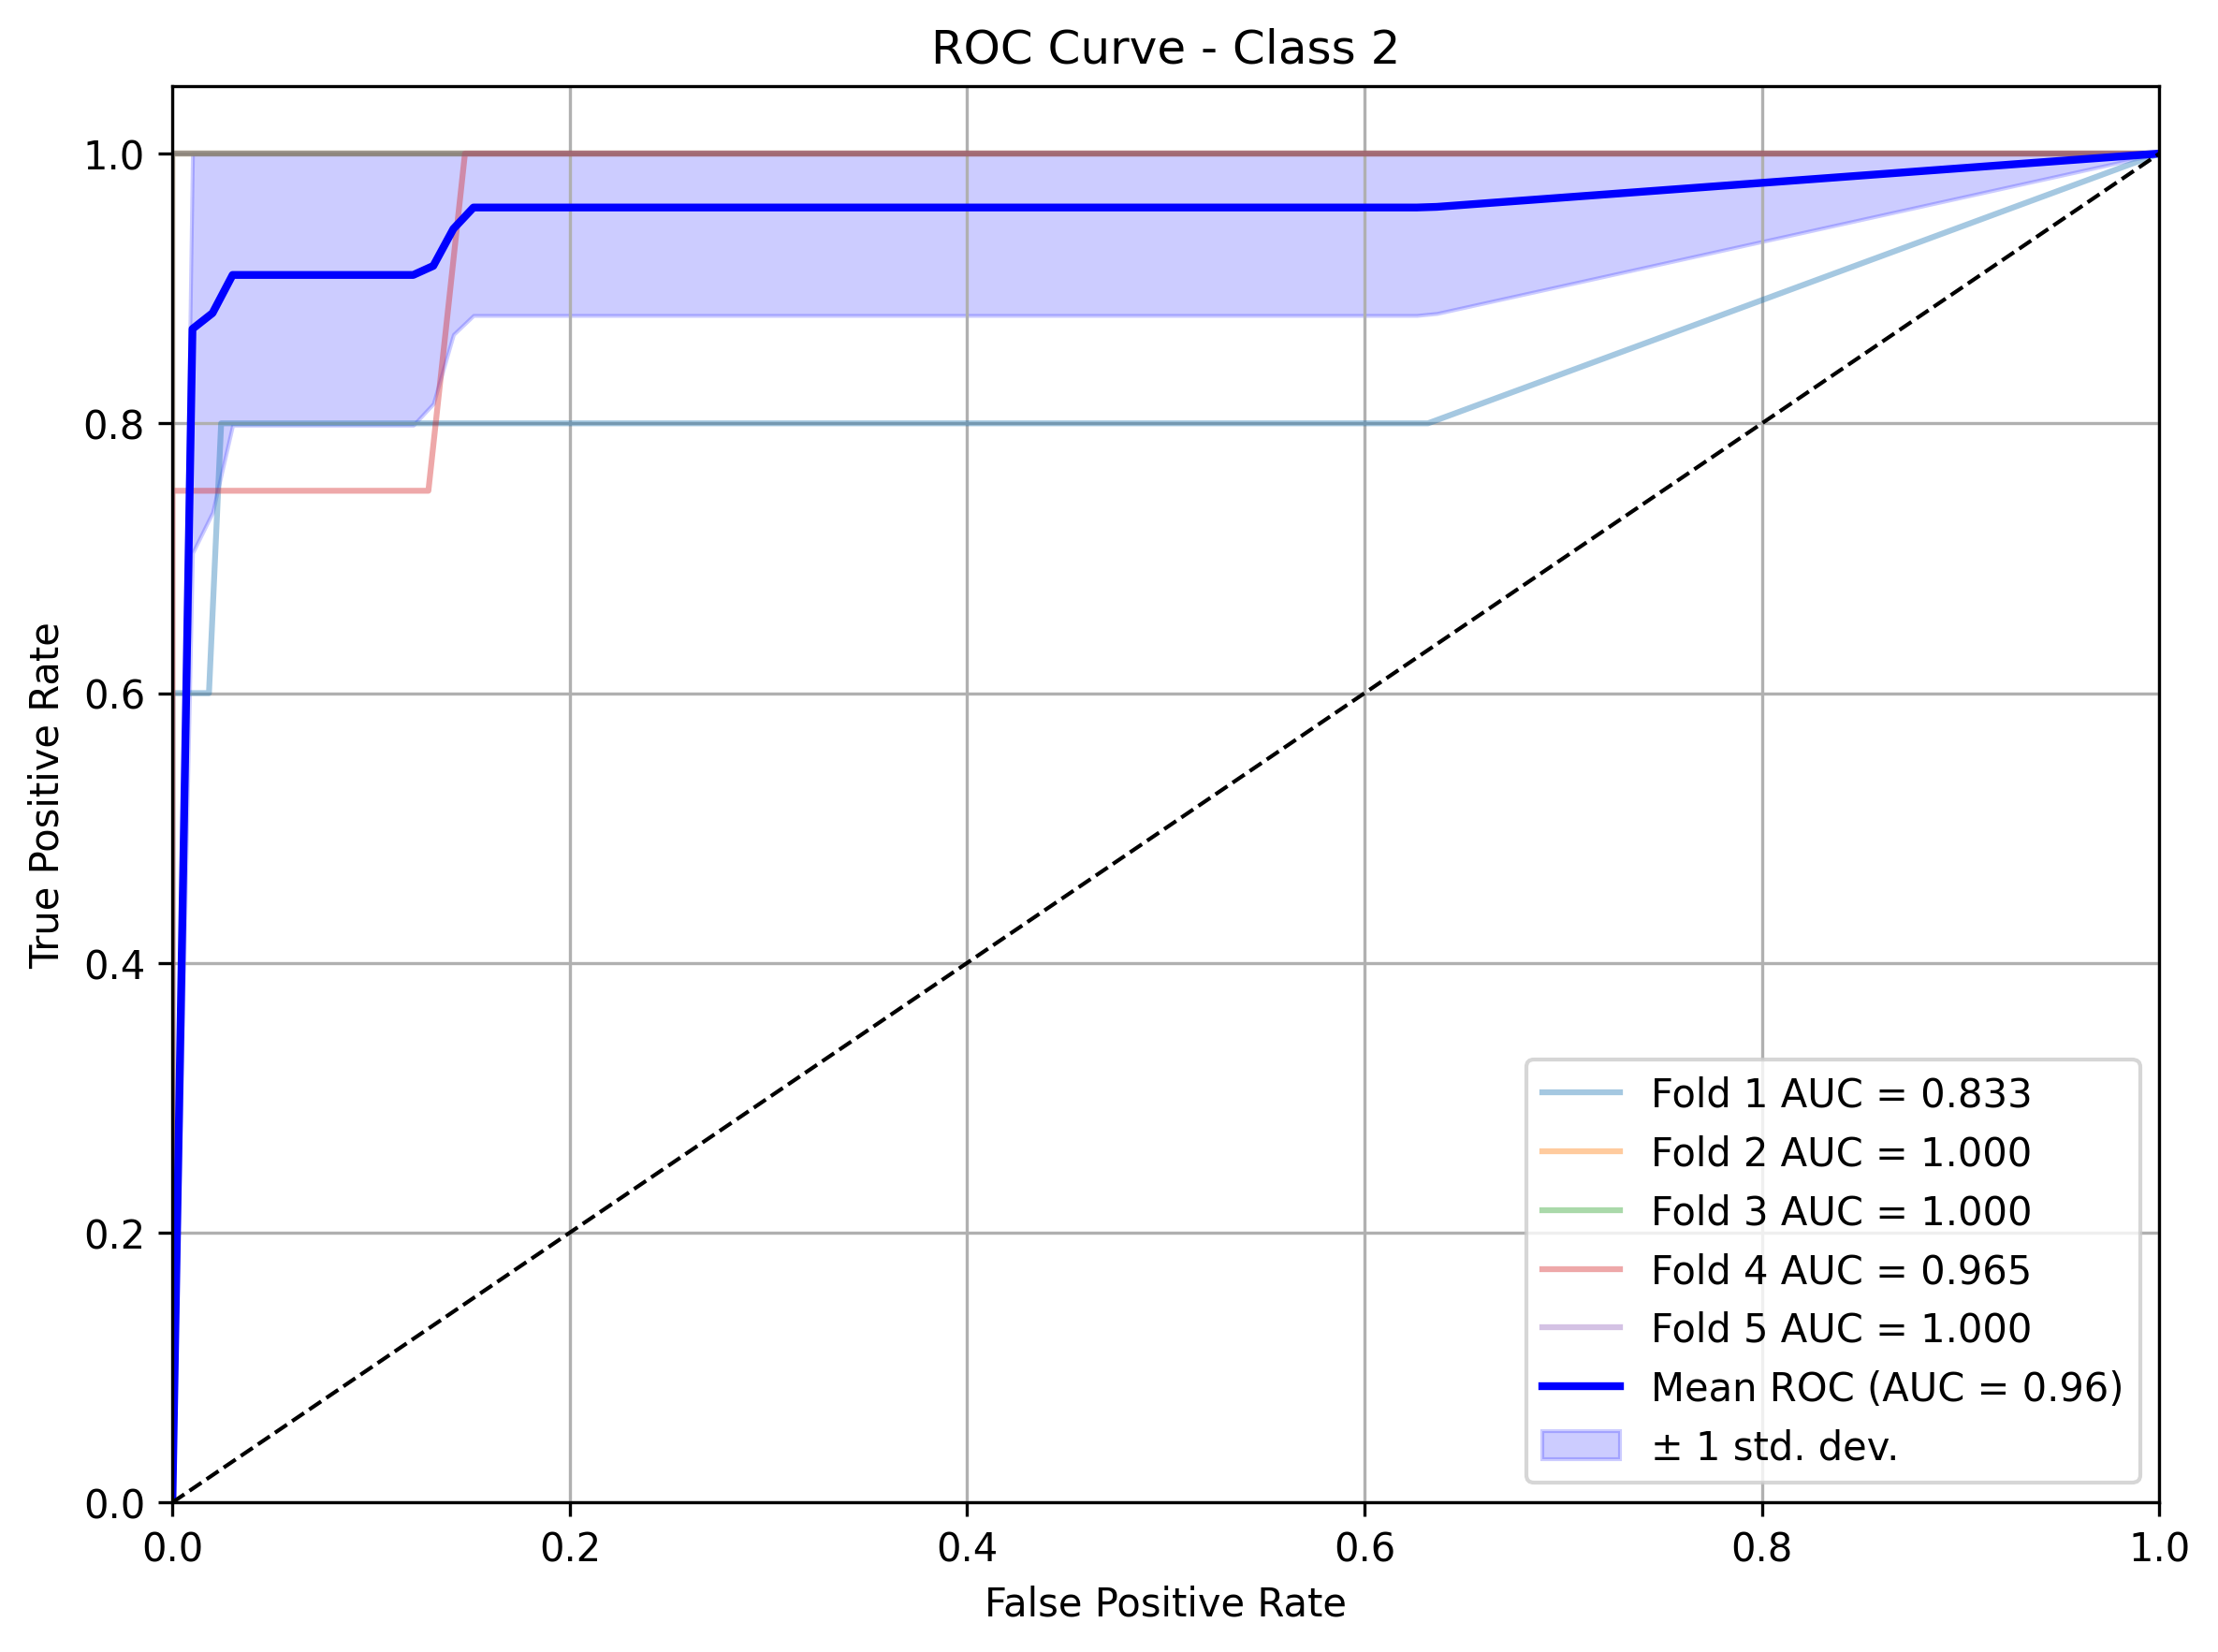 ROC Curve - Class 2
1.0
0.8
0.6
0.4
0.2
0.0
True Positive Rate
0.0 0.2 0.4 0.6 0.8 1.0
False Positive Rate
Fold 1 AUC = 0.833
Fold 2 AUC = 1.000
Fold 3 AUC = 1.000
Fold 4 AUC = 0.965
Fold 5 AUC = 1.000
Mean ROC (AUC = 0.96)
± 1 std. dev.